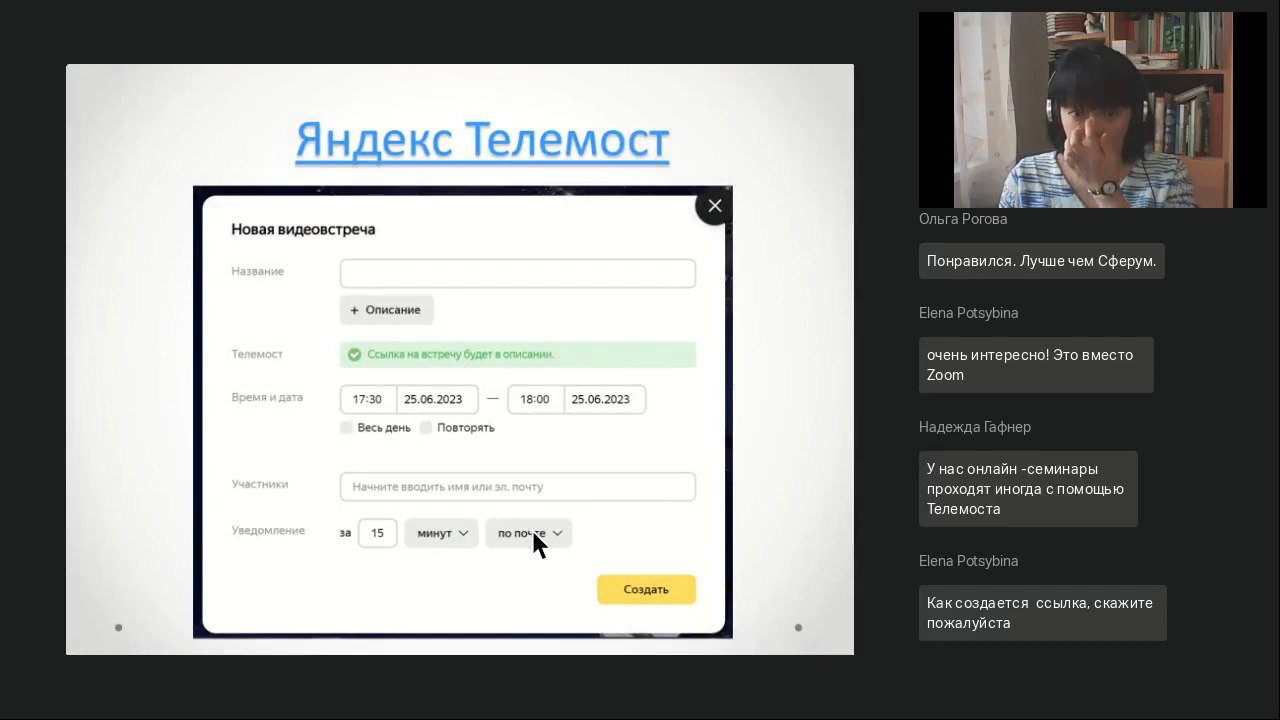 Яндекс Телемост
Новая видеовстреча
Название
+ Описание
Телемост
Ссылка на встречу будет в описании.
Время и дата
17:30 25.06.2023 — 18:00 25.06.2023
Весь день Повторять
Участники
Начните вводить имя или эл. почту
Уведомление
за 15 минут по почте
Создать
Ольга Рогова
Понравился. Лучше чем Сферум.
Elena Potsybina
очень интересно! Это вместо
Zoom
Надежда Гафнер
У нас онлайн -семинары
проходят иногда с помощью
Телемоста
Elena Potsybina
Как создается ссылка, скажите
пожалуйста